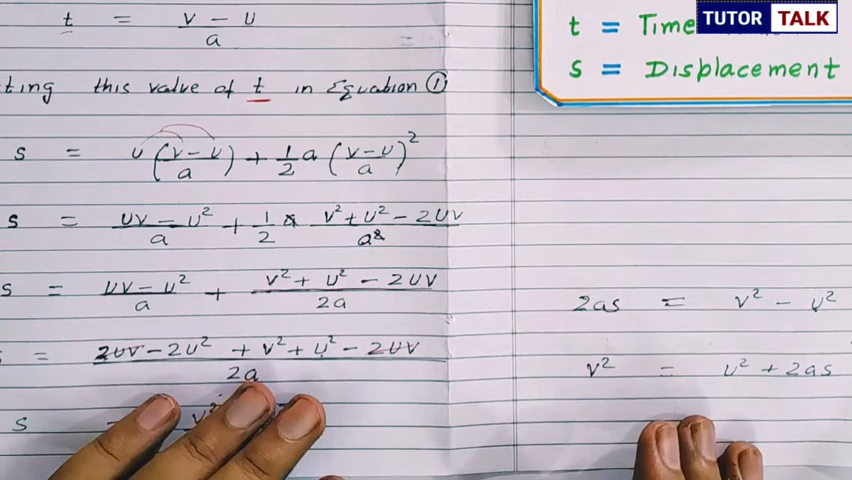 t = v - u / a
ting this value of t in Equation ①
s = u (v - u / a) + 1/2 a (v - u / a)²
s = uv - u² / a + 1/2 a v² + u² - 2uv / a²
s = uv - u² / a + v² + u² - 2uv / 2a
= 2uv - 2u² + v² + u² - 2uv / 2a
s = v²
2as = v² - u²
v² = u² + 2as
t = Time
s = Displacement
TUTOR TALK